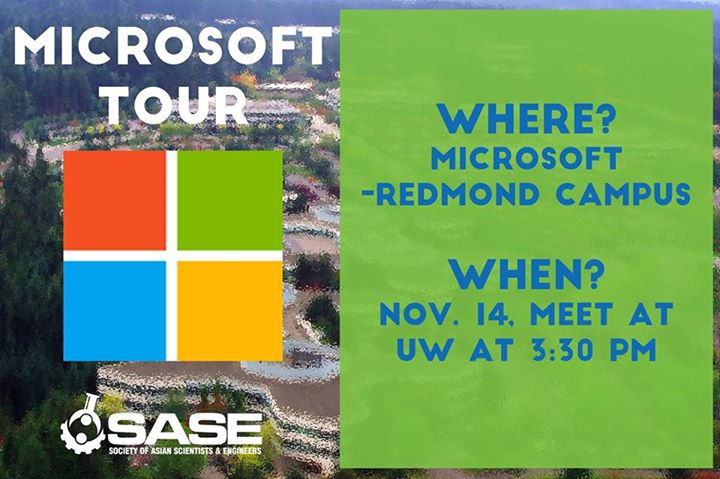 MICROSOFT
TOUR
SASE
SOCIETY OF ASIAN SCIENTISTS & ENGINEERS
WHERE?
MICROSOFT
-REDMOND CAMPUS
WHEN?
NOV. 14, MEET AT
UW AT 3:30 PM